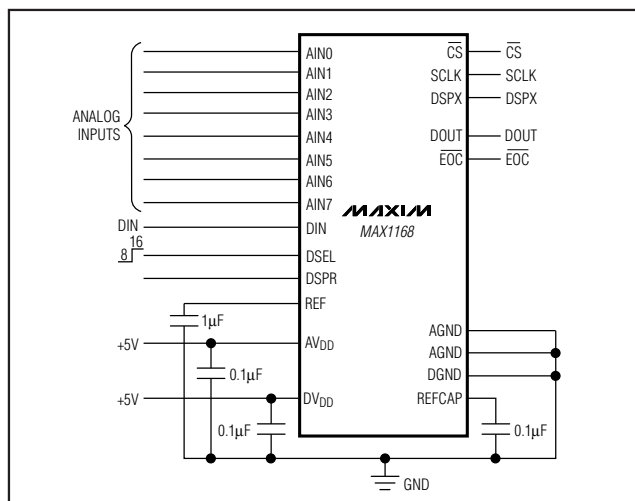 AIN0
AIN1
AIN2
AIN3
AIN4
AIN5
AIN6
AIN7
DIN
DSEL
DSPR
REF
AVDD
DVDD
ANALOG
INPUTS
DIN
16
8
1µF
+5V
0.1µF
+5V
0.1µF
MAXIM
MAX1168
CS
SCLK
DSPX
DOUT
EOC
AGND
AGND
DGND
REFCAP
CS
SCLK
DSPX
DOUT
EOC
0.1µF
GND